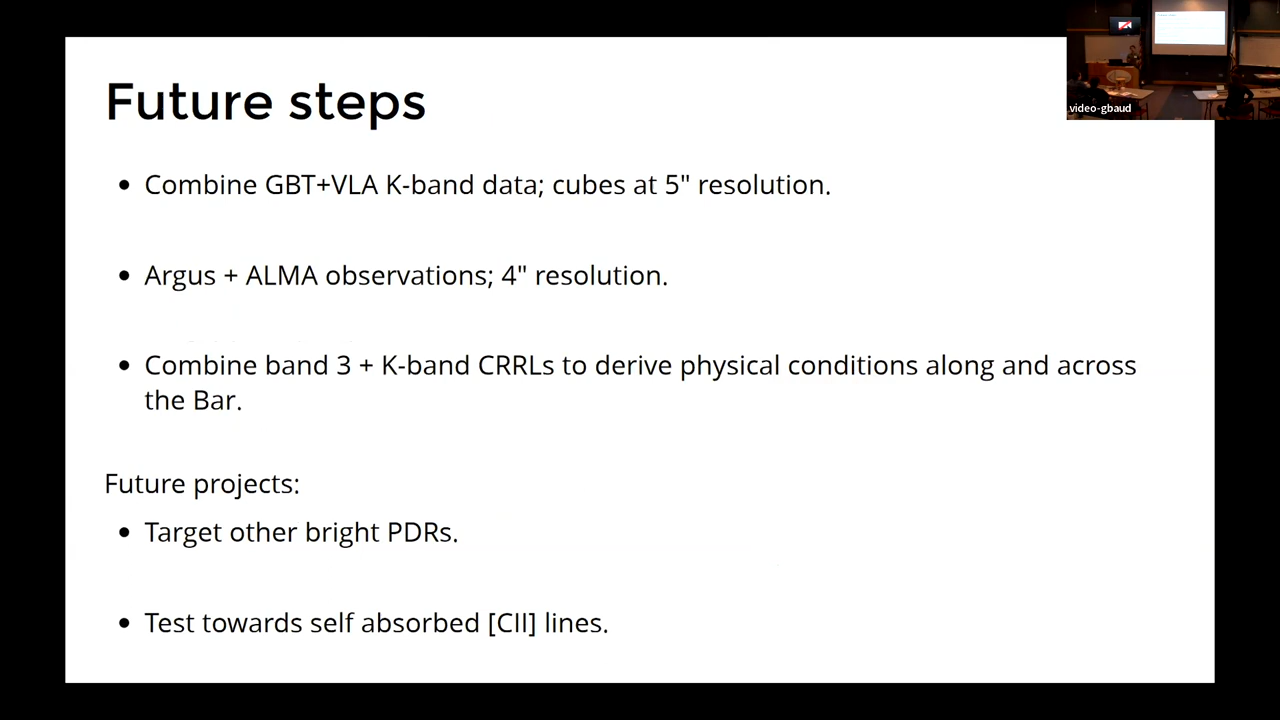 Future steps
• Combine GBT+VLA K-band data; cubes at 5" resolution.
• Argus + ALMA observations; 4" resolution.
• Combine band 3 + K-band CRRLs to derive physical conditions along and across
the Bar.
Future projects:
• Target other bright PDRs.
• Test towards self absorbed [CII] lines.
video-gbaud